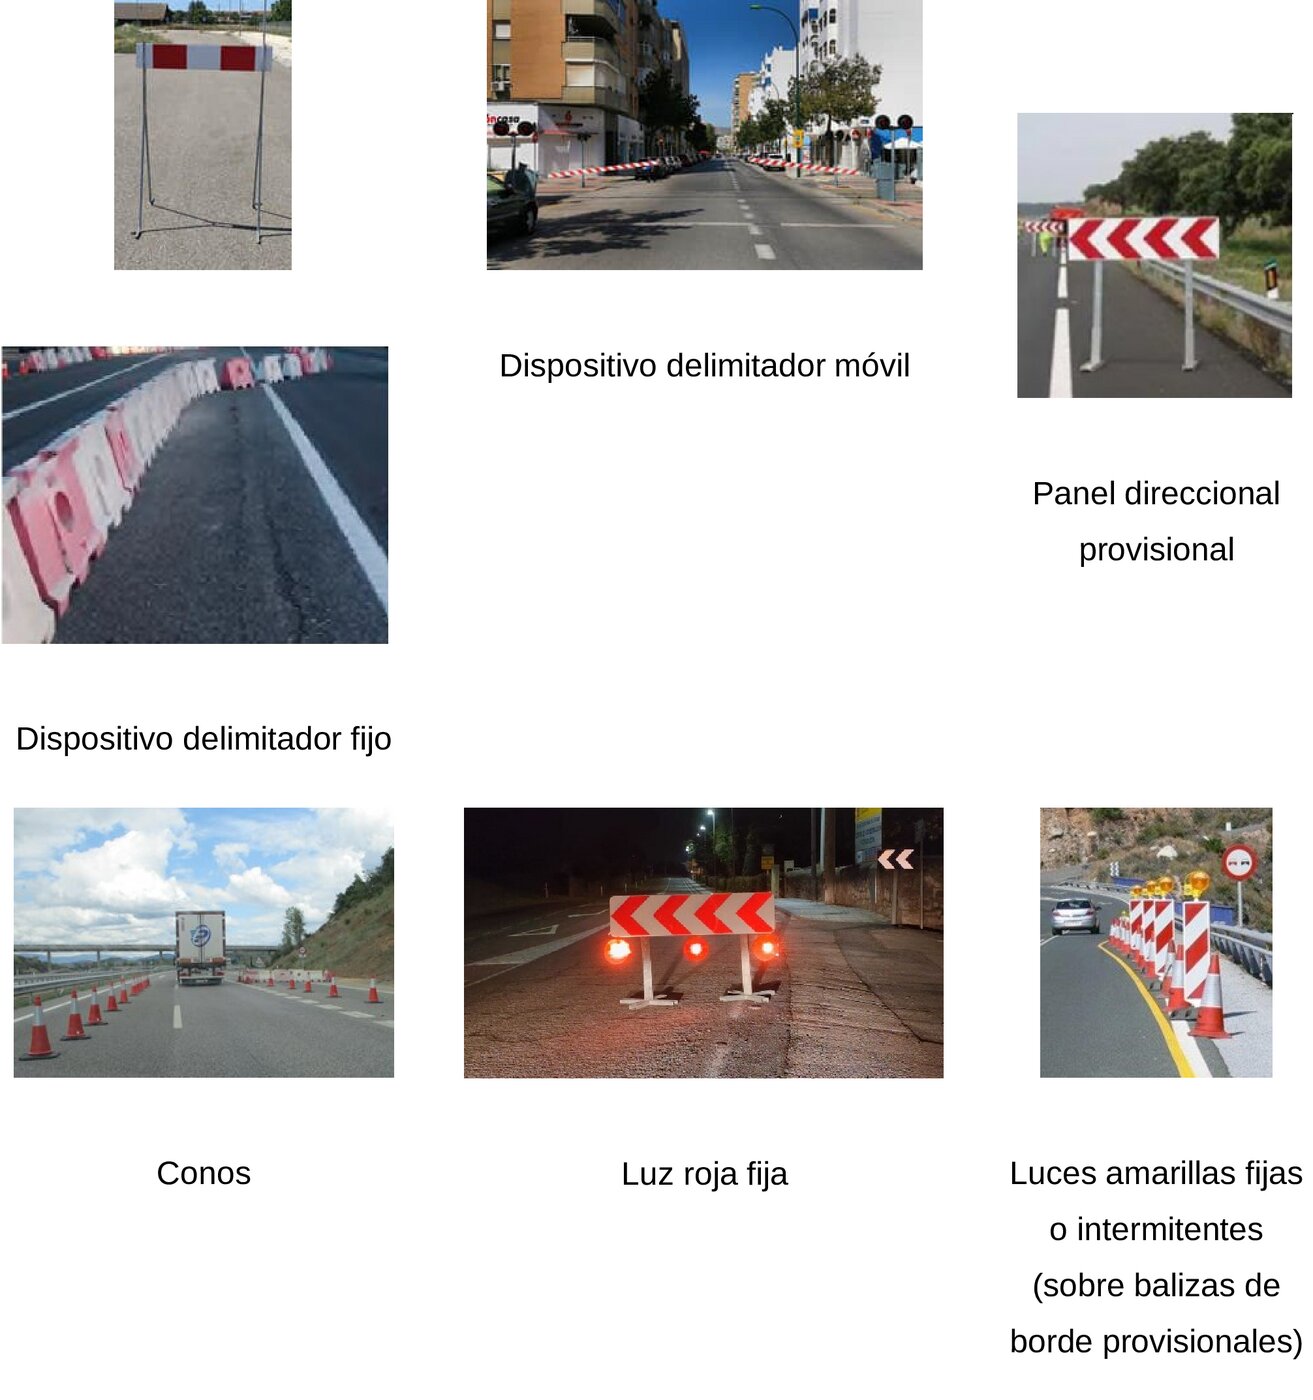 Dispositivo delimitador móvil
Panel direccional
provisional
Dispositivo delimitador fijo
Conos
Luz roja fija
Luces amarillas fijas
o intermitentes
(sobre balizas de
borde provisionales)